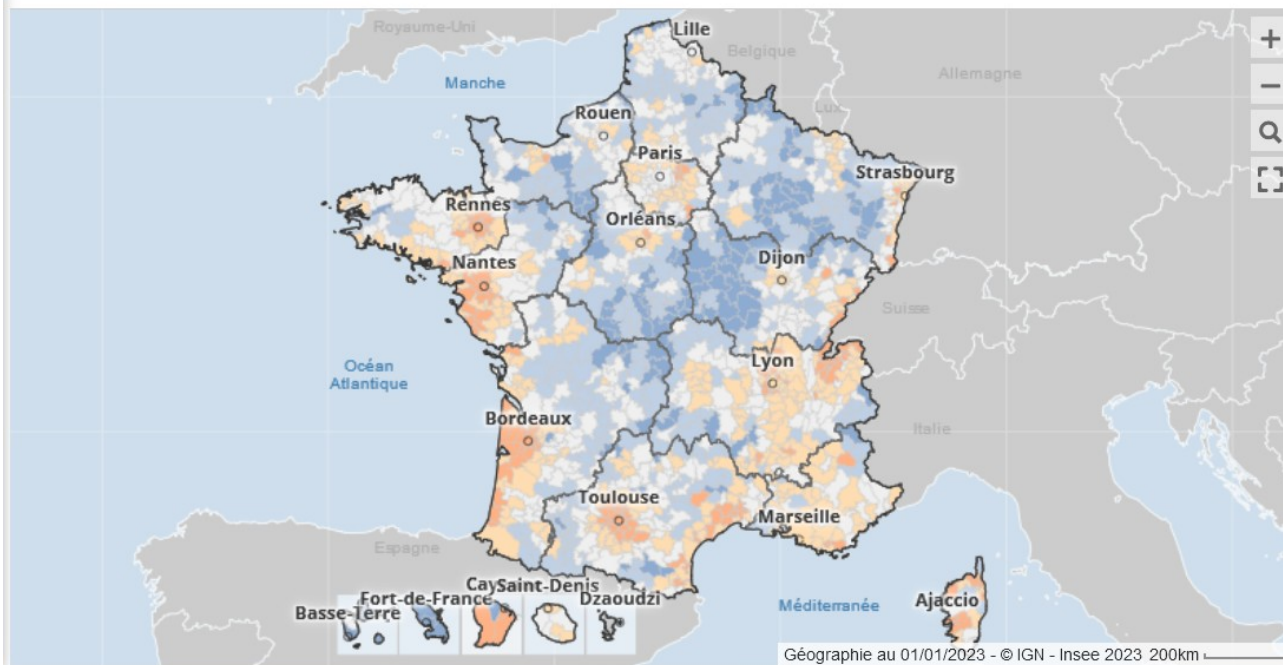 Lille
Royaume-Uni
Belgique
Allemagne
Manche
Lux.
Rouen
Paris
Strasbourg
Rennes
Orléans
Nantes
Dijon
Suisse
Océan
Atlantique
Lyon
Bordeaux
Italie
Toulouse
Marseille
Espagne
Saint-Denis
Fort-de-France
Dzaoudzi
Basse-Terre
Méditerranée
Ajaccio
Géographie au 01/01/2023 - © IGN - Insee 2023 200km